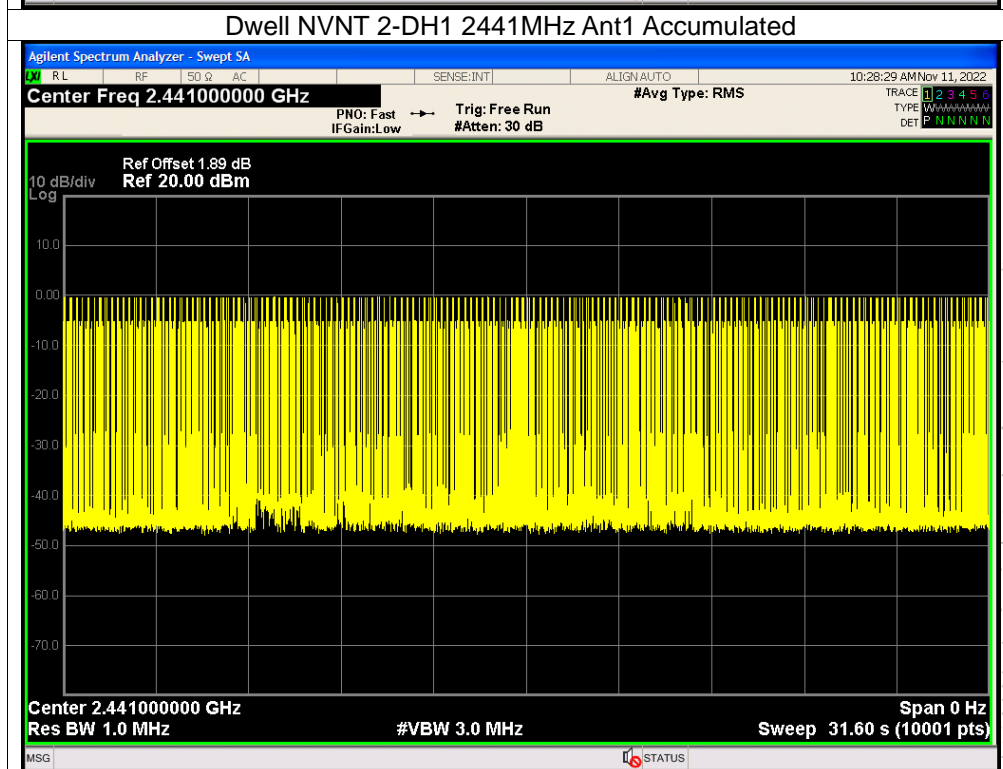 Dwell NVNT 2-DH1 2441MHz Ant1 Accumulated
Agilent Spectrum Analyzer - Swept SA
LXI RL RF 50 Ω AC SENSE:INT ALIGN AUTO 10:28:29 AM Nov 11, 2022
Center Freq 2.441000000 GHz #Avg Type: RMS TRACE 1 2 3 4 5 6
PNO: Fast Trig: Free Run TYPE WWWWWW
IFGain:Low #Atten: 30 dB DET P N N N N N
Ref Offset 1.89 dB
10 dB/div Ref 20.00 dBm
Log
10.0
0.00
-10.0
-20.0
-30.0
-40.0
-50.0
-60.0
-70.0
Center 2.441000000 GHz Span 0 Hz
Res BW 1.0 MHz #VBW 3.0 MHz Sweep 31.60 s (10001 pts)
MSG STATUS